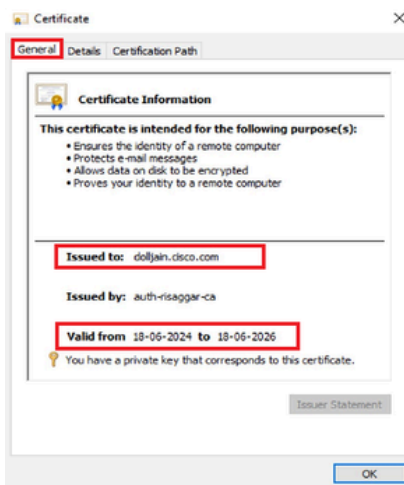 Certificate
General Details Certification Path
Certificate Information
This certificate is intended for the following purpose(s):
• Ensures the identity of a remote computer
• Protects e-mail messages
• Allows data on disk to be encrypted
• Proves your identity to a remote computer
Issued to: dolljain.cisco.com
Issued by: auth-risaggar-ca
Valid from 18-06-2024 to 18-06-2026
You have a private key that corresponds to this certificate.
Issuer Statement
OK